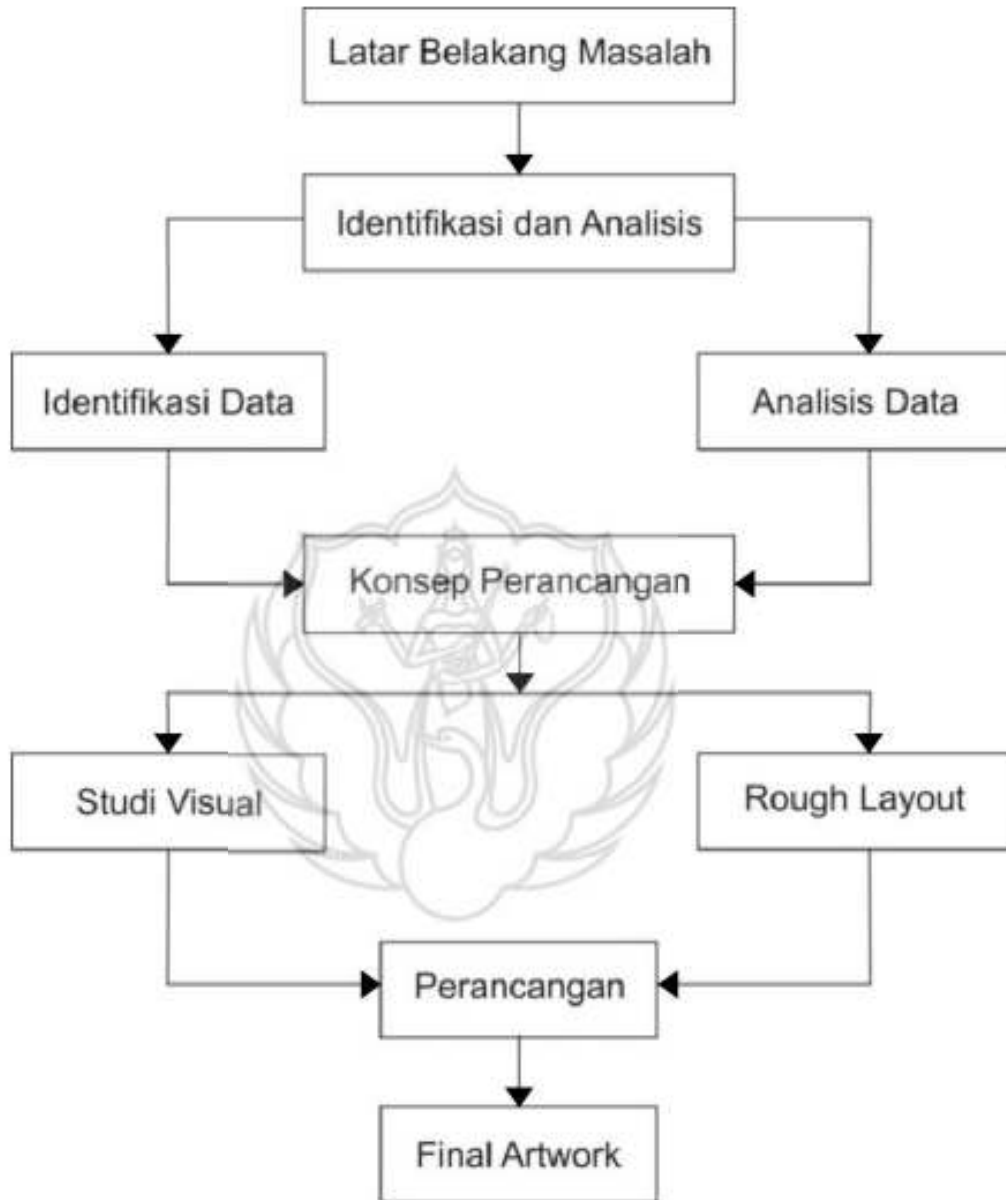 Latar Belakang Masalah
Identifikasi dan Analisis
Identifikasi Data
Analisis Data
Konsep Perancangan
Studi Visual
Rough Layout
Perancangan
Final Artwork